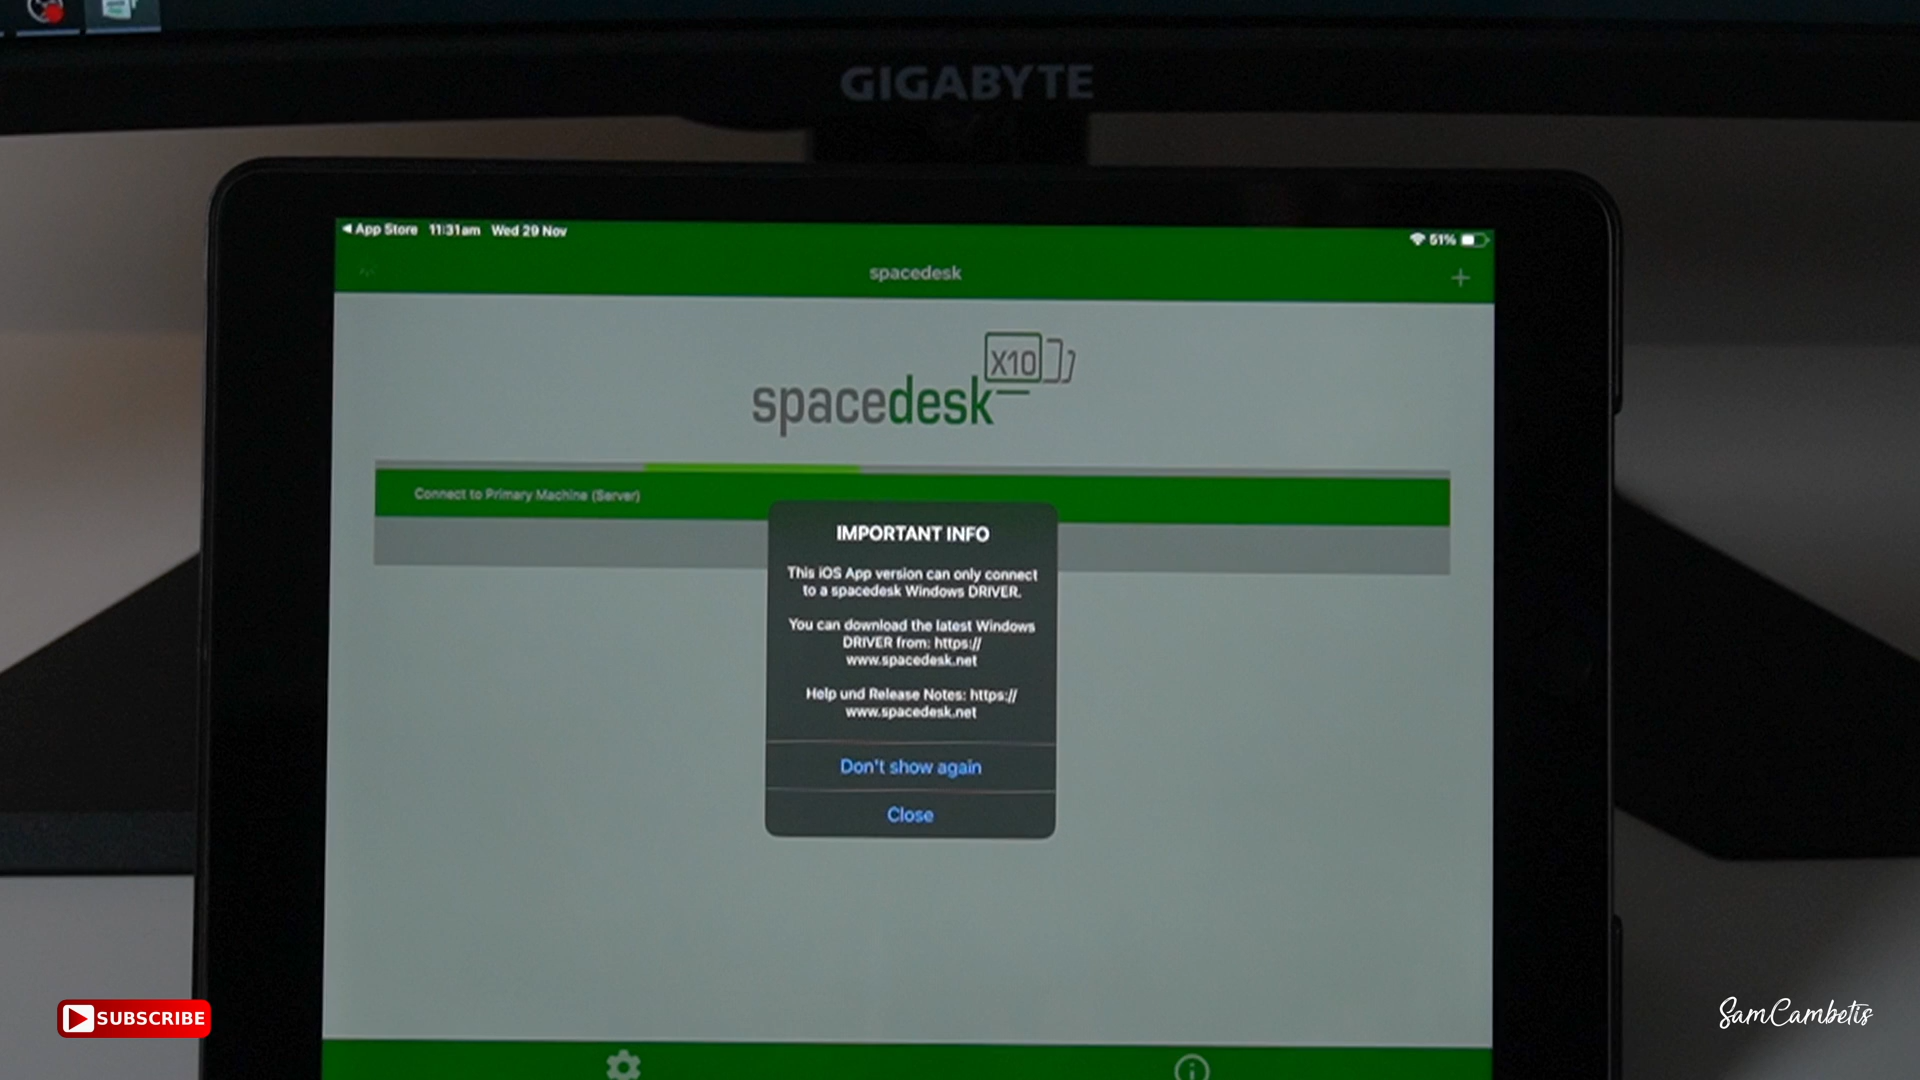 GIGABYTE
App Store 11:31am Wed 29 Nov
51%
spacedesk
X10
spacedesk
Connect to Primary Machine (Server)
IMPORTANT INFO
This iOS App version can only connect
to a spacedesk Windows DRIVER.
You can download the latest Windows
DRIVER from: https://
www.spacedesk.net
Help und Release Notes: https://
www.spacedesk.net
Don't show again
Close
SUBSCRIBE
SamCambetis